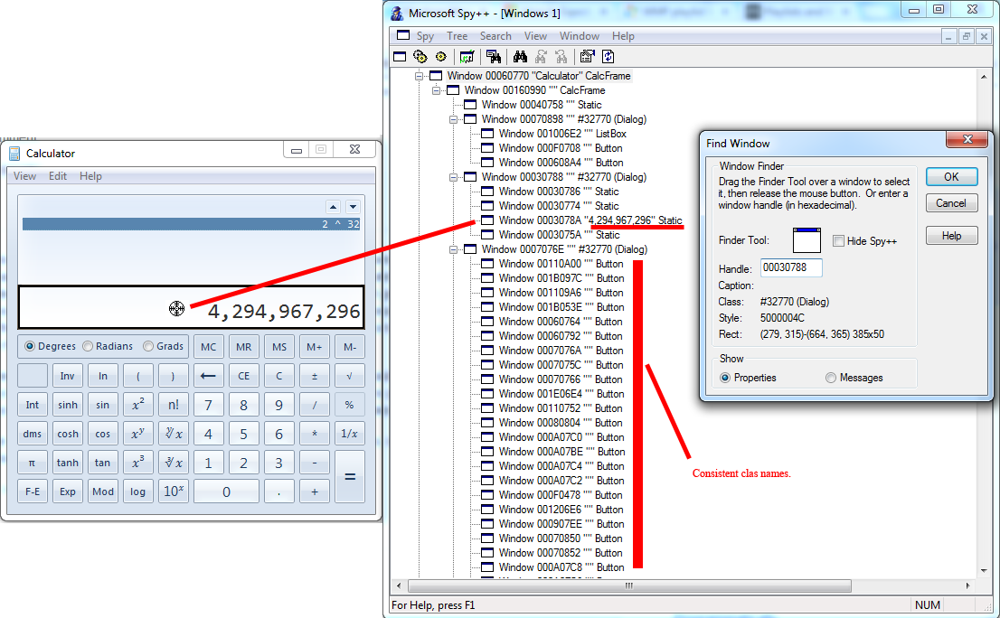 Calculator
View Edit Help
2 ^ 32
4,294,967,296
Degrees Radians Grads MC MR MS M+ M-
Inv ln ( ) ← CE C ± √
Int sinh sin x² n! 7 8 9 / %
dms cosh cos xʸ ʸ√x 4 5 6 * 1/x
π tanh tan x³ ³√x 1 2 3 - =
F-E Exp Mod log 10ˣ 0 . +
Microsoft Spy++ - [Windows 1]
Spy Tree Search View Window Help
Window 00060770 "Calculator" CalcFrame
Window 00160990 "" CalcFrame
Window 00040758 "" Static
Window 00070898 "" #32770 (Dialog)
Window 001006E2 "" ListBox
Window 000F0708 "" Button
Window 000608A4 "" Button
Window 00030788 "" #32770 (Dialog)
Window 00030786 "" Static
Window 00030774 "" Static
Window 0003078A "4,294,967,296" Static
Window 0003075A "" Static
Window 0007076E "" #32770 (Dialog)
Window 00110A00 "" Button
Window 001B097C "" Button
Window 001109A6 "" Button
Window 001B053E "" Button
Window 00060764 "" Button
Window 00060792 "" Button
Window 0007076A "" Button
Window 0007075C "" Button
Window 00070766 "" Button
Window 001E06E4 "" Button
Window 00110752 "" Button
Window 00080804 "" Button
Window 000A07C0 "" Button
Window 000A07BE "" Button
Window 000A07C4 "" Button
Window 000A07C2 "" Button
Window 000F0478 "" Button
Window 001206E6 "" Button
Window 000907EE "" Button
Window 00070850 "" Button
Window 00070852 "" Button
Window 000A07C8 "" Button
For Help, press F1
NUM
Find Window
Window Finder
Drag the Finder Tool over a window to select
it, then release the mouse button. Or enter a
window handle (in hexadecimal).
Finder Tool: Hide Spy++
Handle: 00030788
Caption:
Class: #32770 (Dialog)
Style: 5000004C
Rect: (279, 315)-(664, 365) 385x50
Show
Properties Messages
OK
Cancel
Help
Consistent clas names.